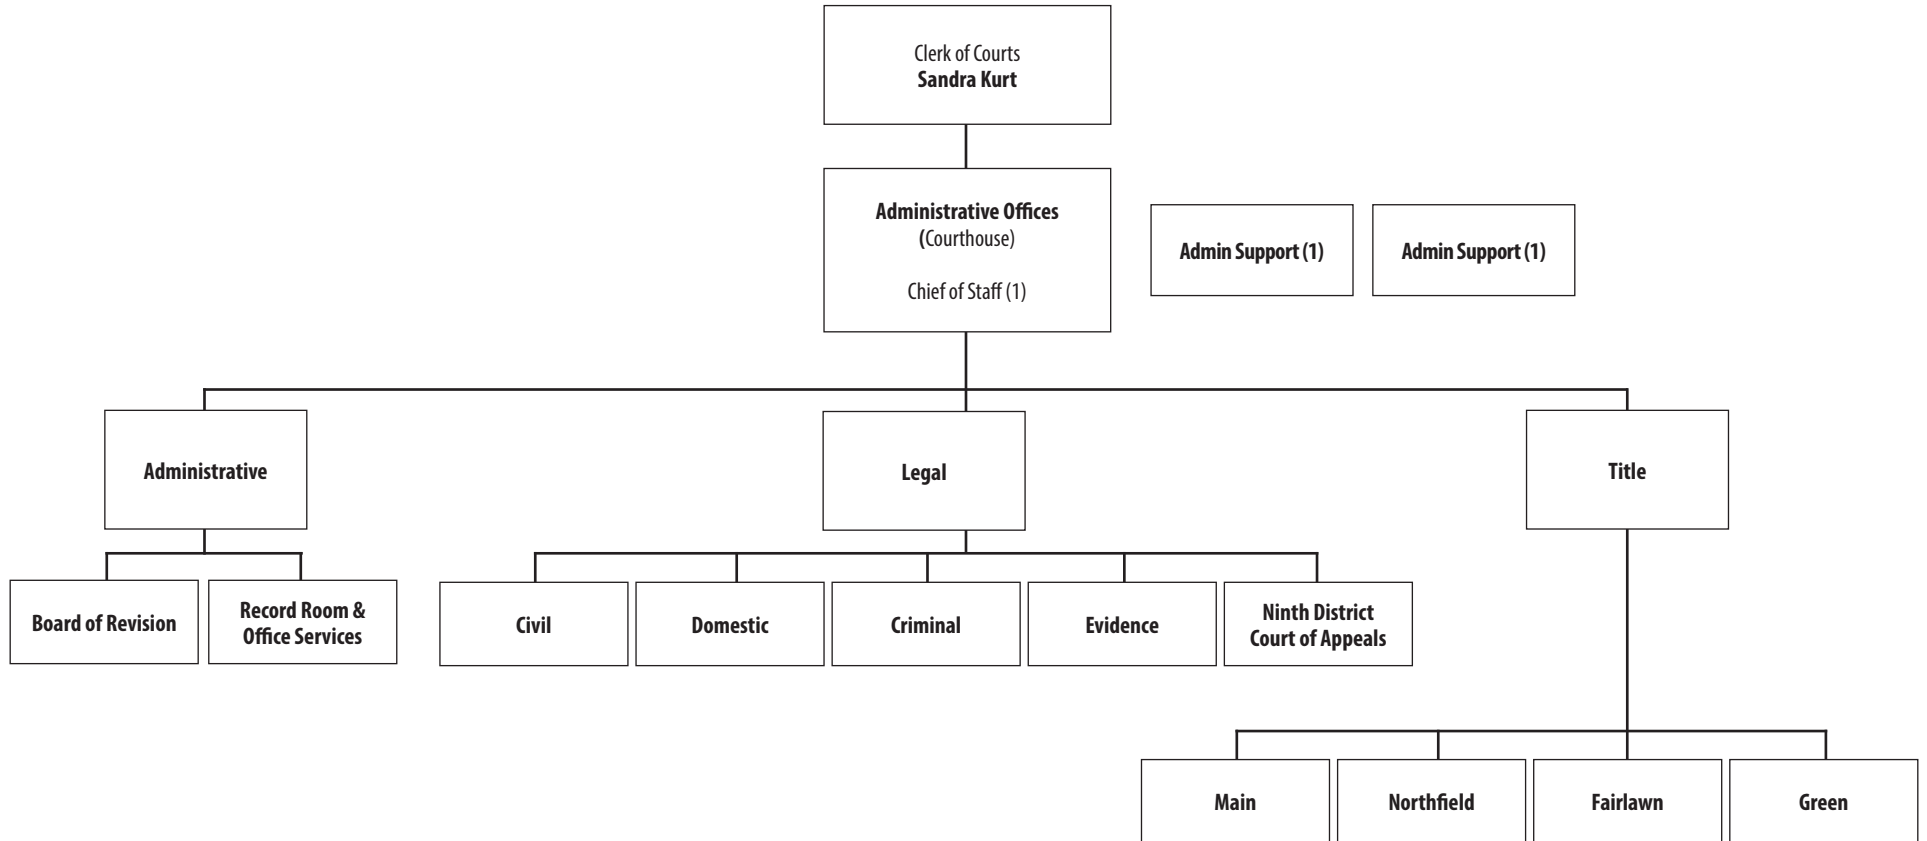 Clerk of Courts
Sandra Kurt
Administrative Offices
(Courthouse)
Chief of Staff (1)
Admin Support (1)
Admin Support (1)
Administrative
Legal
Title
Board of Revision
Record Room &
Office Services
Civil
Domestic
Criminal
Evidence
Ninth District
Court of Appeals
Main
Northfield
Fairlawn
Green